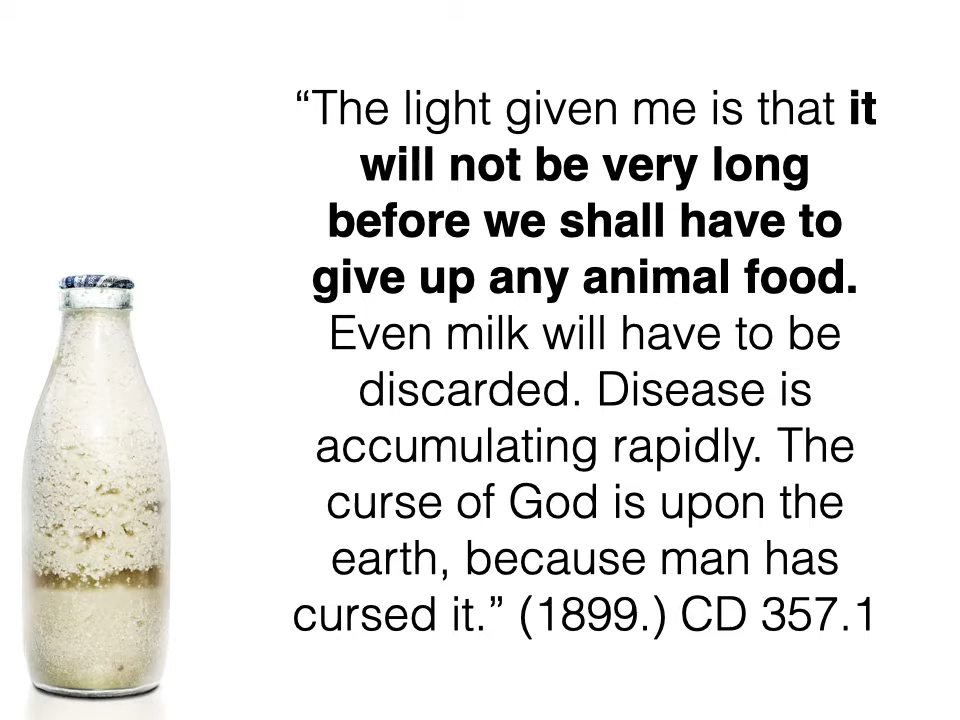 “The light given me is that it
will not be very long
before we shall have to
give up any animal food.
Even milk will have to be
discarded. Disease is
accumulating rapidly. The
curse of God is upon the
earth, because man has
cursed it.” (1899.) CD 357.1